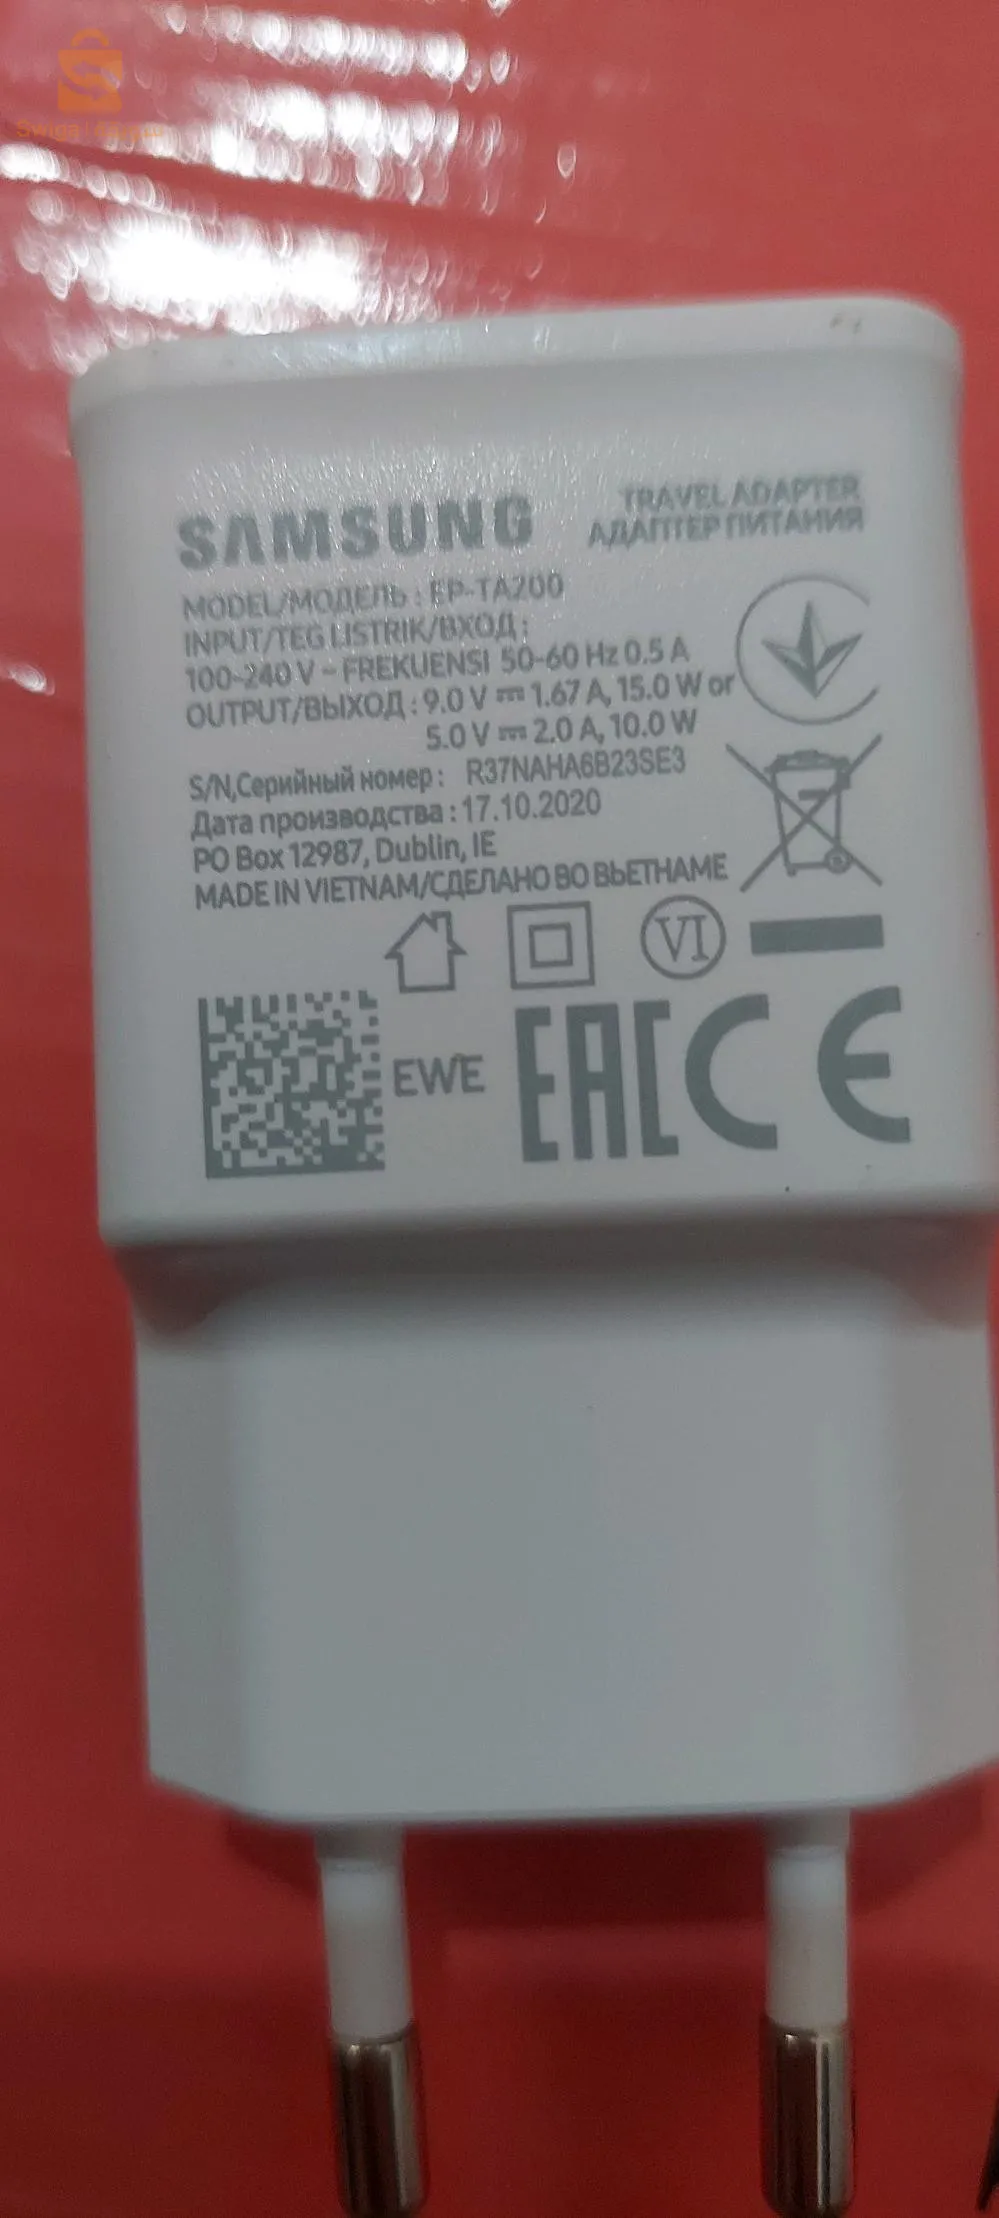 TRAVEL ADAPTER
SAMSUNG АДАПТЕР ПИТАНИЯ
MODEL/МОДЕЛЬ : EP-TA200
INPUT/TEG LISTRIK/ВХОД :
100-240 V ~ FREKUENSI 50-60 Hz 0.5 A
OUTPUT/ВЫХОД : 9.0 V ⎓ 1.67 A, 15.0 W or
5.0 V ⎓ 2.0 A, 10.0 W
S/N,Серийный номер : R37NAHA6B23SE3
Дата производства : 17.10.2020
PO Box 12987, Dublin, IE
MADE IN VIETNAM/СДЕЛАНО ВО ВЬЕТНАМЕ
VI
EWE EAC CE